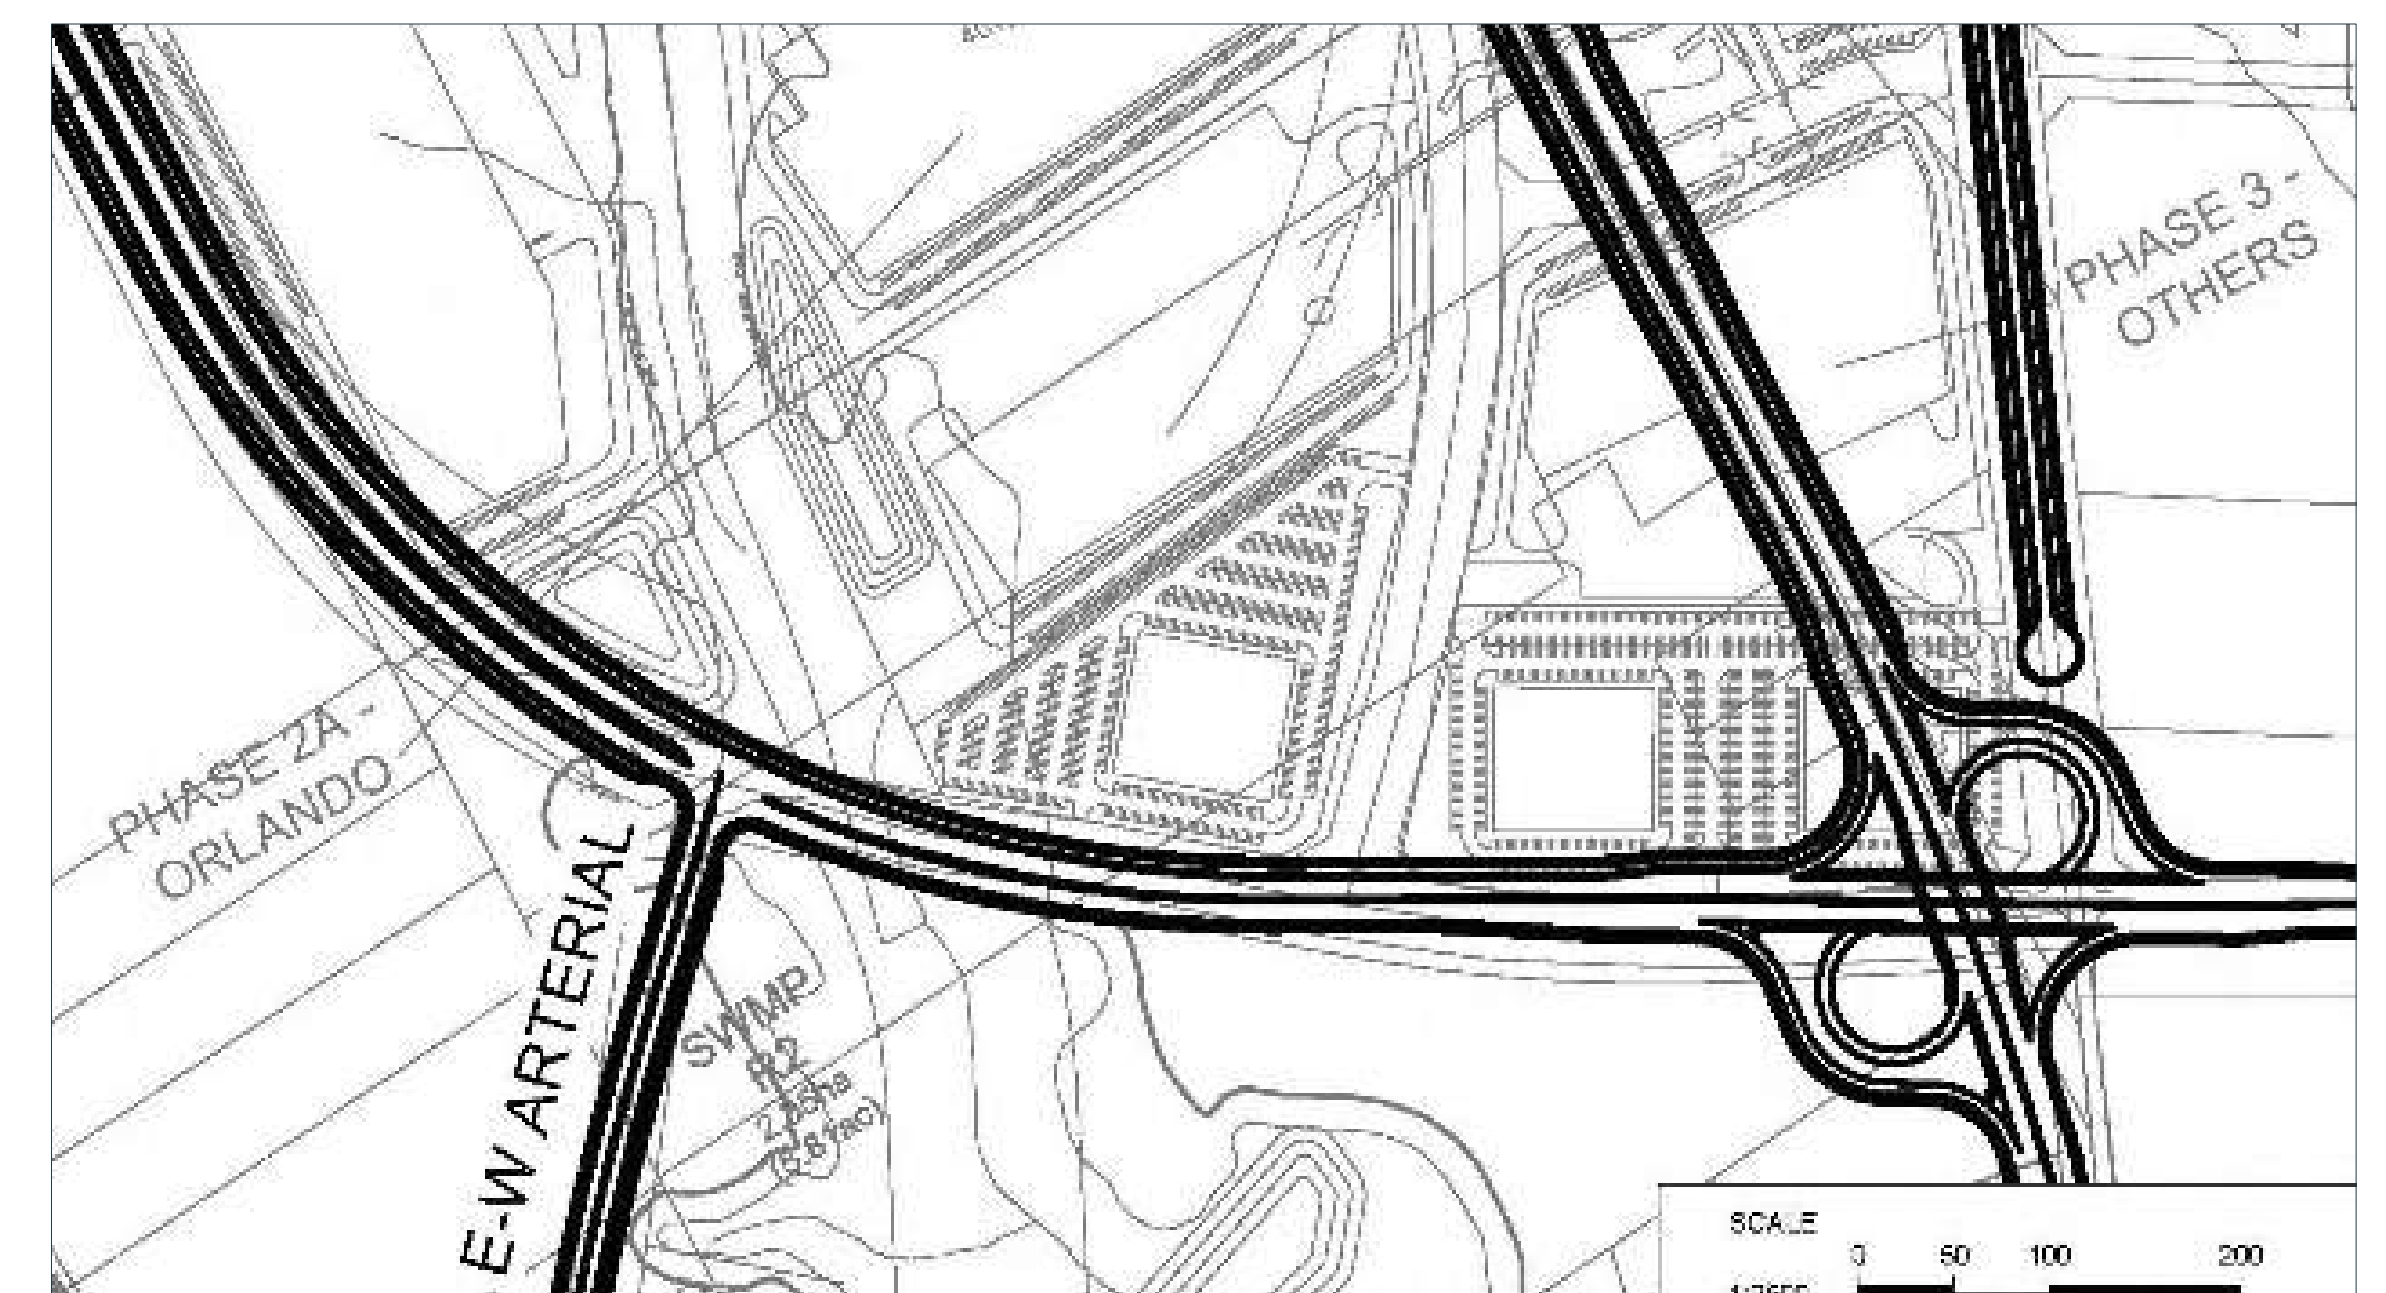 PHASE 3 -
OTHERS
PHASE 2A -
ORLANDO
E-W ARTERIAL
SWMP
SCALE
0 50 100 200